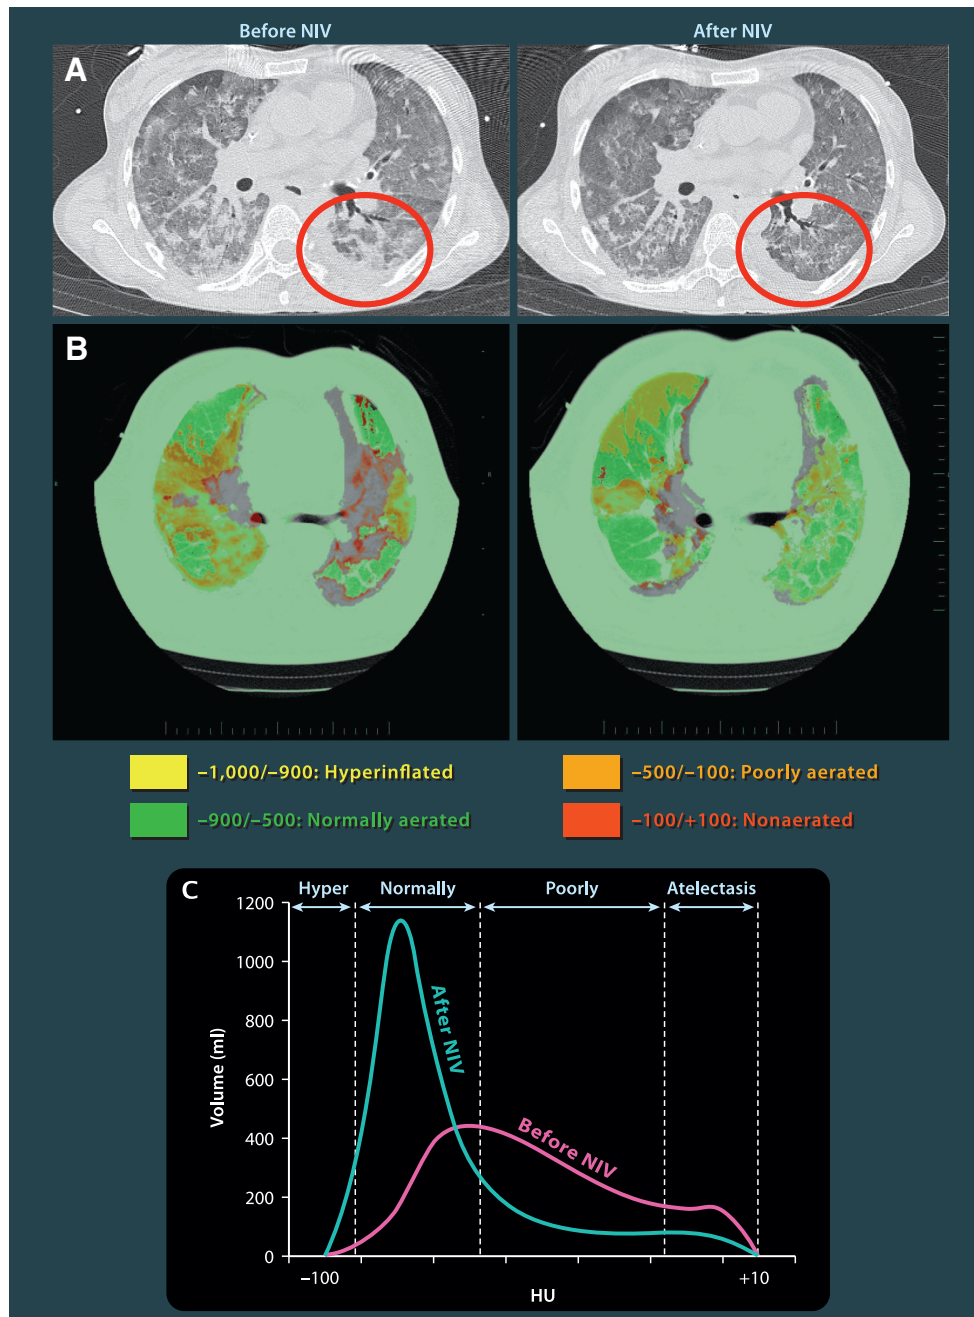 Before NIV
After NIV
A
B
–1,000/–900: Hyperinflated
–500/–100: Poorly aerated
–900/–500: Normally aerated
–100/+100: Nonaerated
C
Hyper
Normally
Poorly
Atelectasis
1200
1000
800
600
400
200
0
Volume (ml)
After NIV
Before NIV
–100
+10
HU